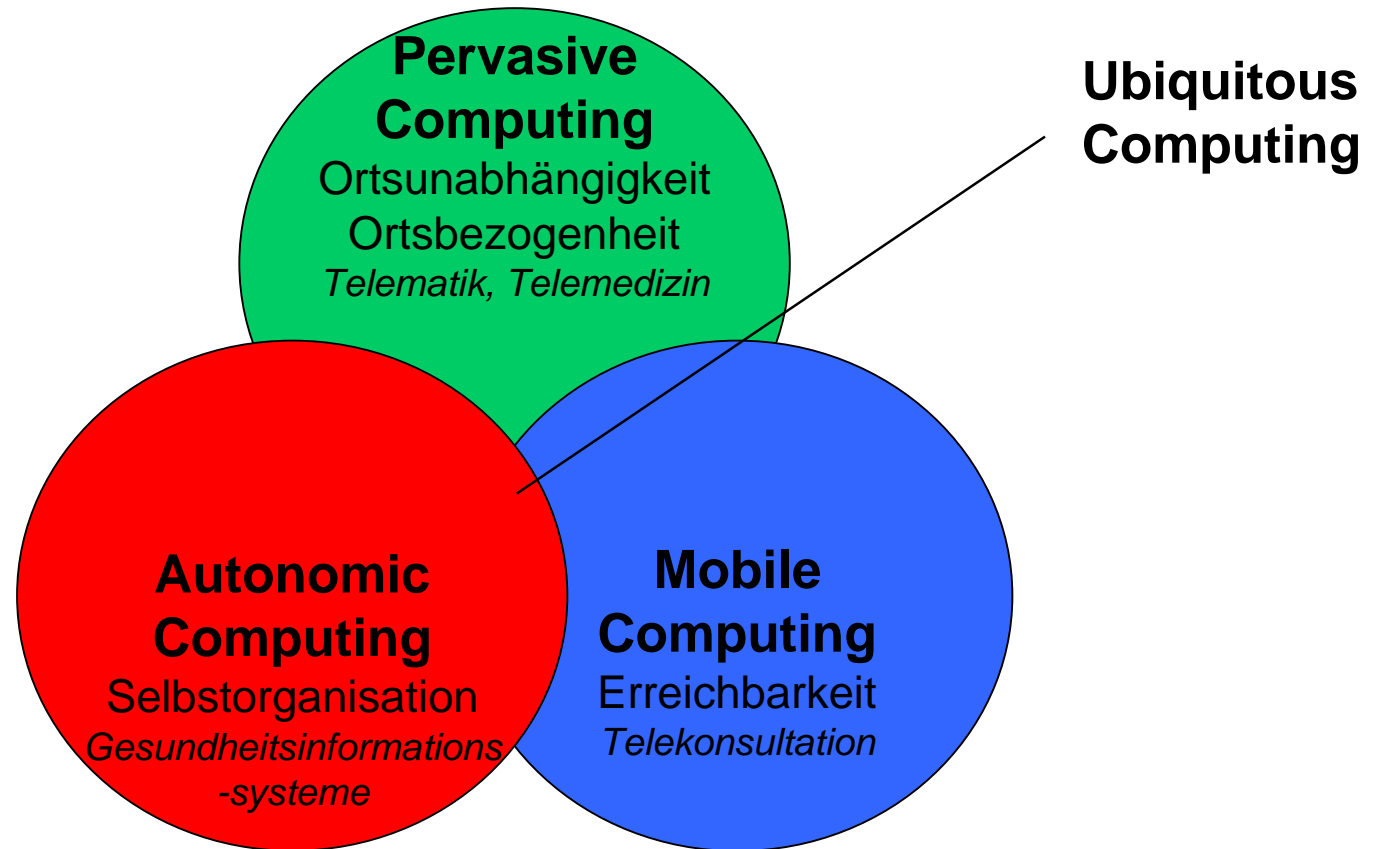 Pervasive
Computing
Ortsunabhängigkeit
Ortsbezogenheit
Telematik, Telemedizin
Ubiquitous
Computing
Autonomic
Computing
Selbstorganisation
Gesundheitsinformations
-systeme
Mobile
Computing
Erreichbarkeit
Telekonsultation